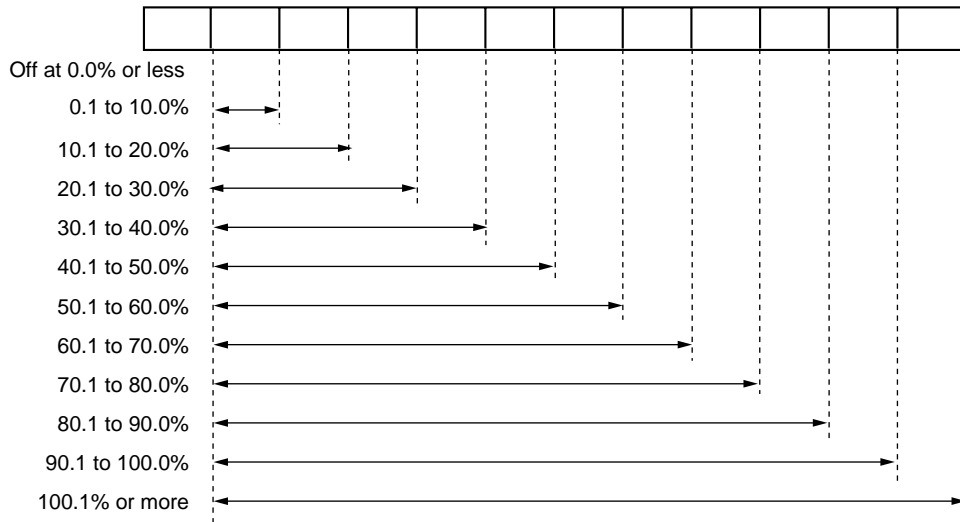 Off at 0.0% or less
0.1 to 10.0%
10.1 to 20.0%
20.1 to 30.0%
30.1 to 40.0%
40.1 to 50.0%
50.1 to 60.0%
60.1 to 70.0%
70.1 to 80.0%
80.1 to 90.0%
90.1 to 100.0%
100.1% or more